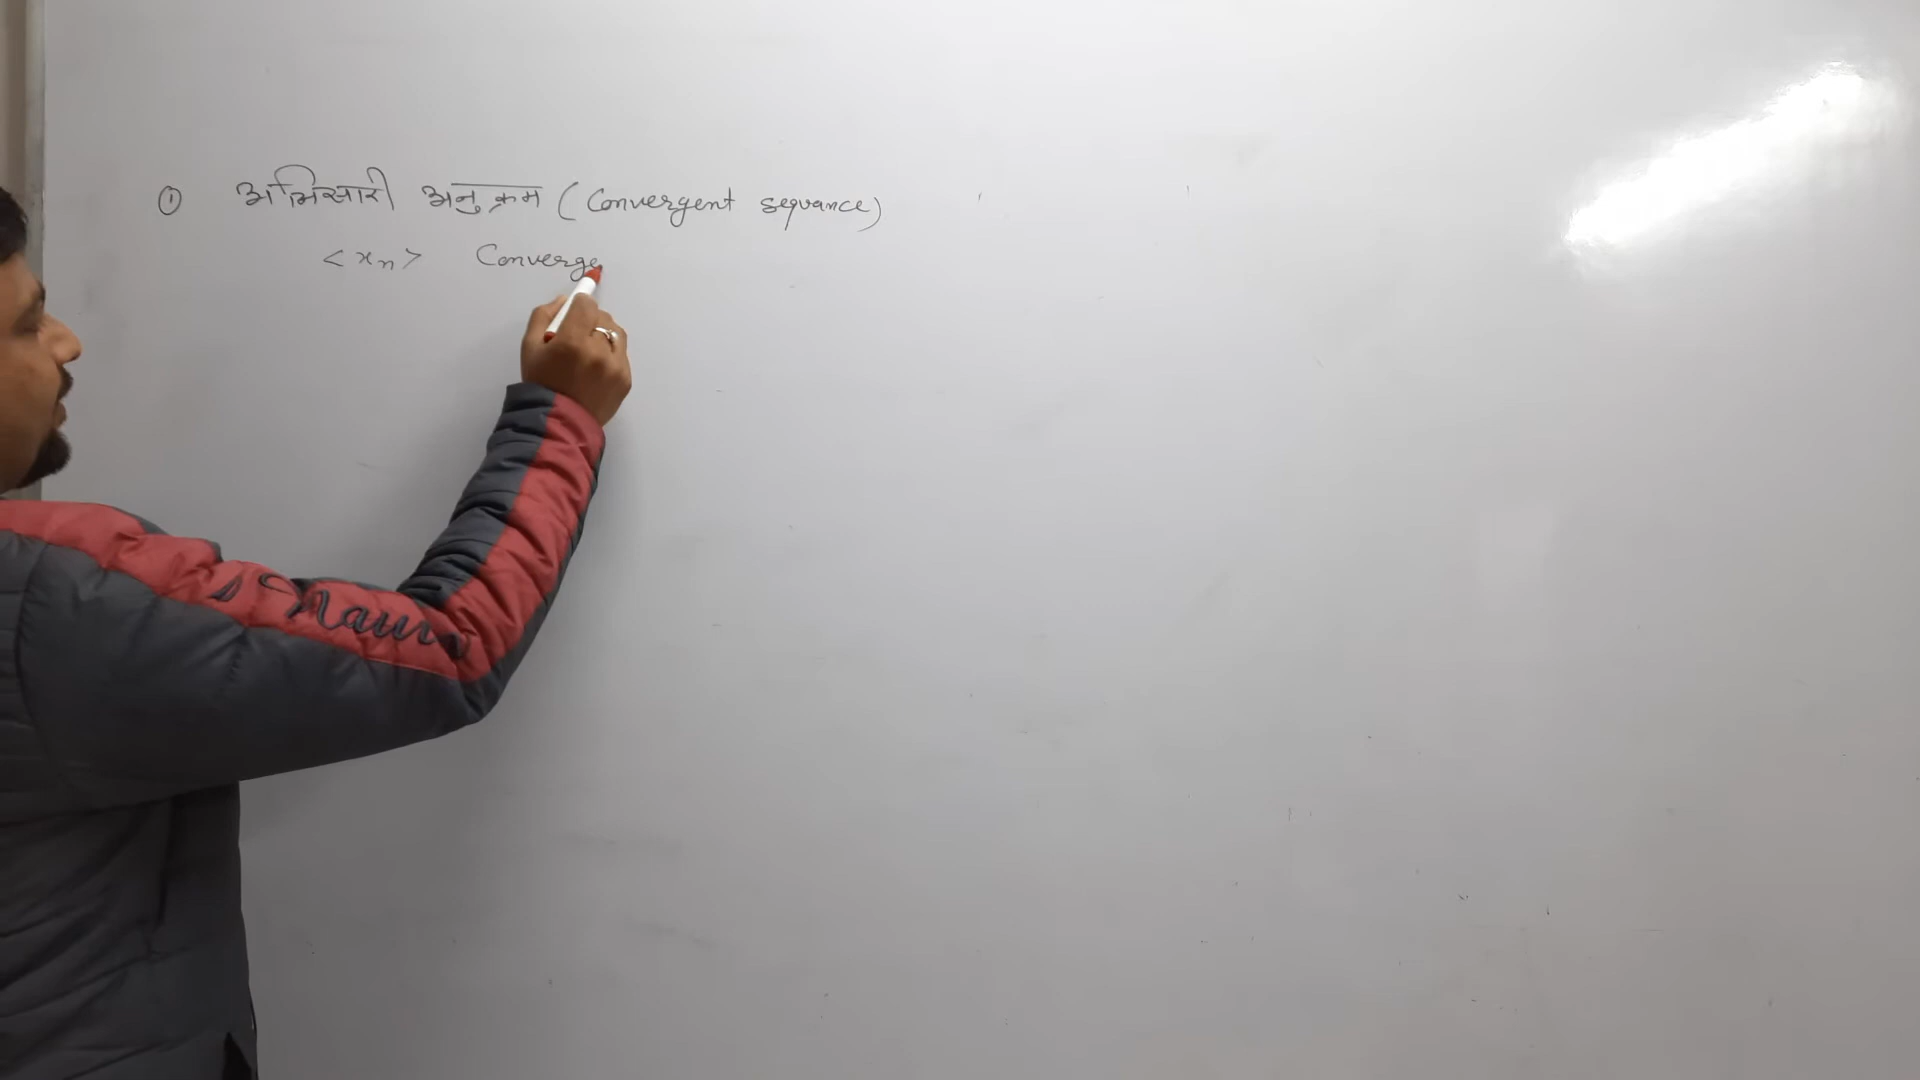 ① अभिसारी अनुक्रम (Convergent sequance)
<xn> Converge